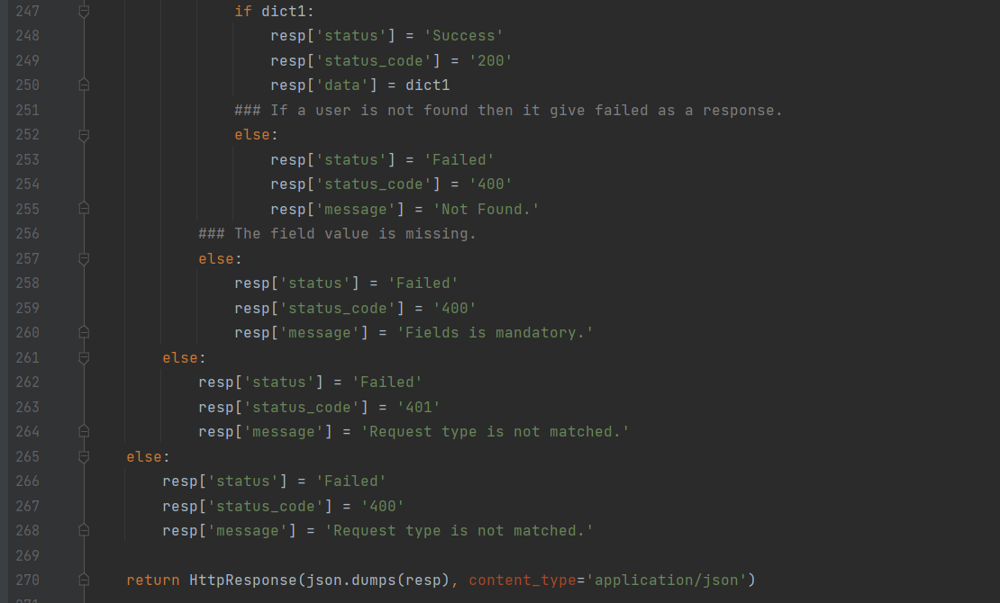 247 if dict1:
248 resp['status'] = 'Success'
249 resp['status_code'] = '200'
250 resp['data'] = dict1
251 ### If a user is not found then it give failed as a response.
252 else:
253 resp['status'] = 'Failed'
254 resp['status_code'] = '400'
255 resp['message'] = 'Not Found.'
256 ### The field value is missing.
257 else:
258 resp['status'] = 'Failed'
259 resp['status_code'] = '400'
260 resp['message'] = 'Fields is mandatory.'
261 else:
262 resp['status'] = 'Failed'
263 resp['status_code'] = '401'
264 resp['message'] = 'Request type is not matched.'
265 else:
266 resp['status'] = 'Failed'
267 resp['status_code'] = '400'
268 resp['message'] = 'Request type is not matched.'
269
270 return HttpResponse(json.dumps(resp), content_type='application/json')